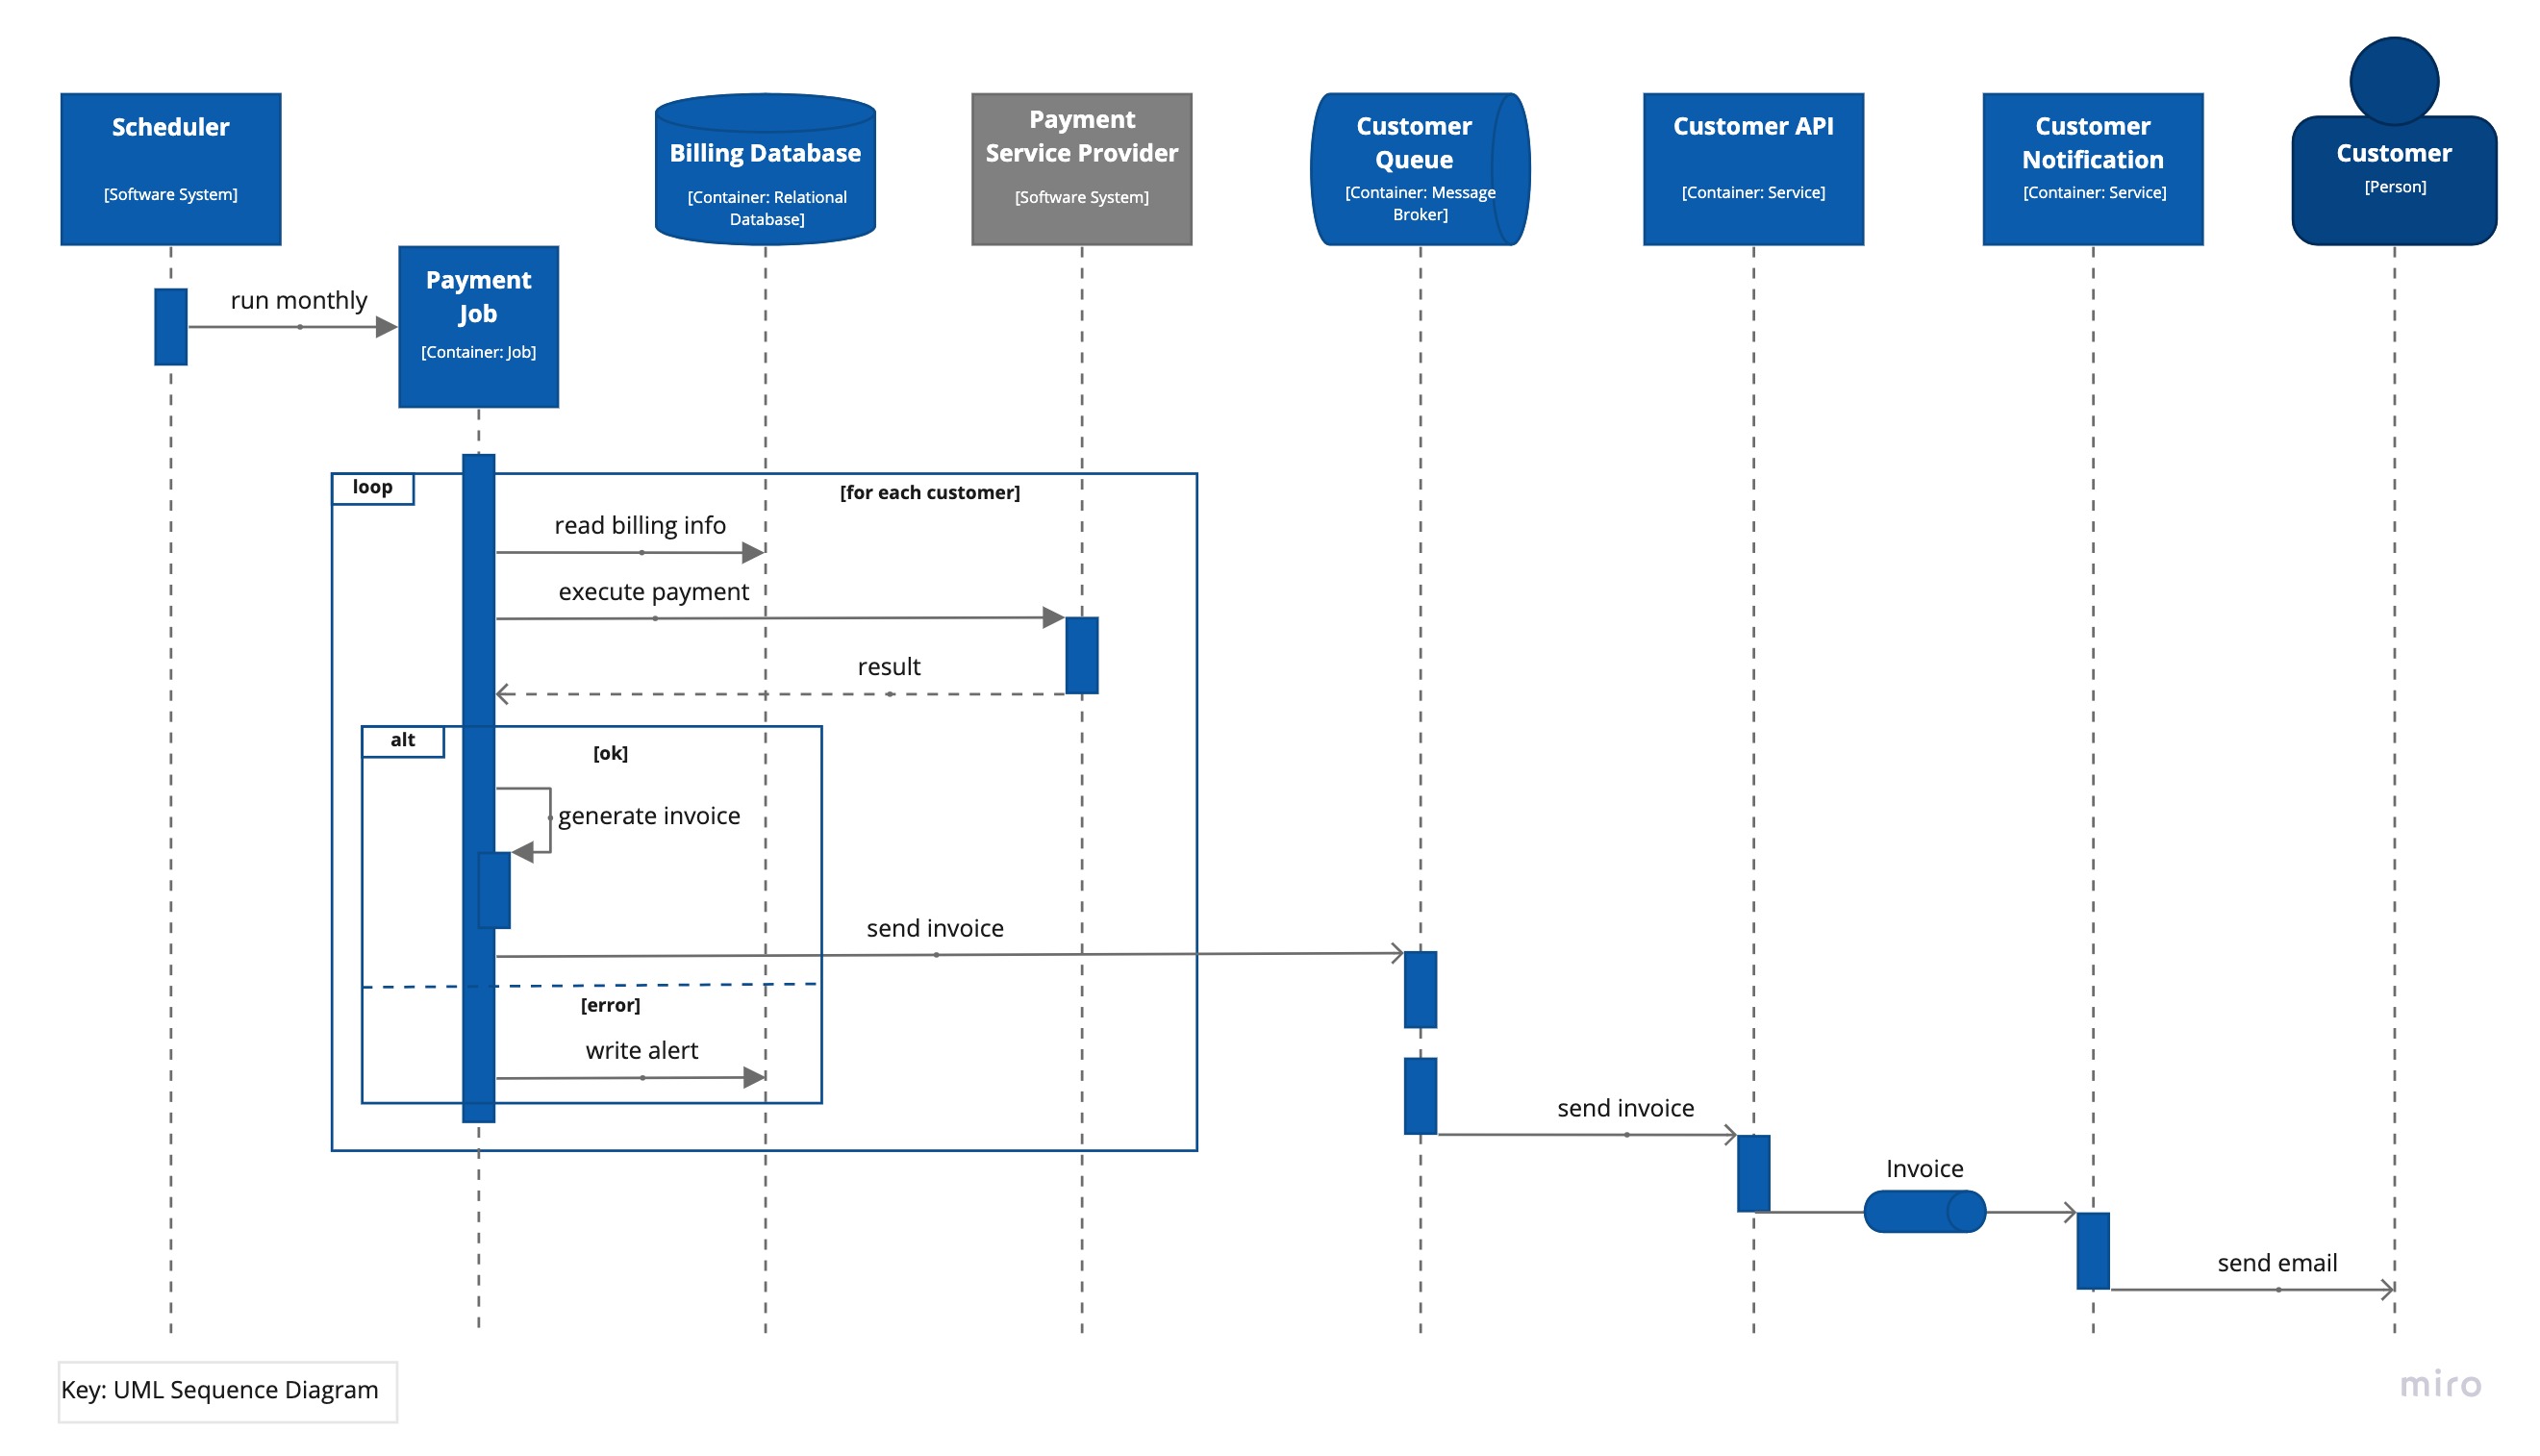 Scheduler
[Software System]
Billing Database
[Container: Relational
Database]
Payment
Service Provider
[Software System]
Customer
Queue
[Container: Message
Broker]
Customer API
[Container: Service]
Customer
Notification
[Container: Service]
Customer
[Person]
run monthly
Payment
Job
[Container: Job]
loop
[for each customer]
read billing info
execute payment
result
alt
[ok]
generate invoice
send invoice
[error]
write alert
send invoice
Invoice
send email
Key: UML Sequence Diagram
miro